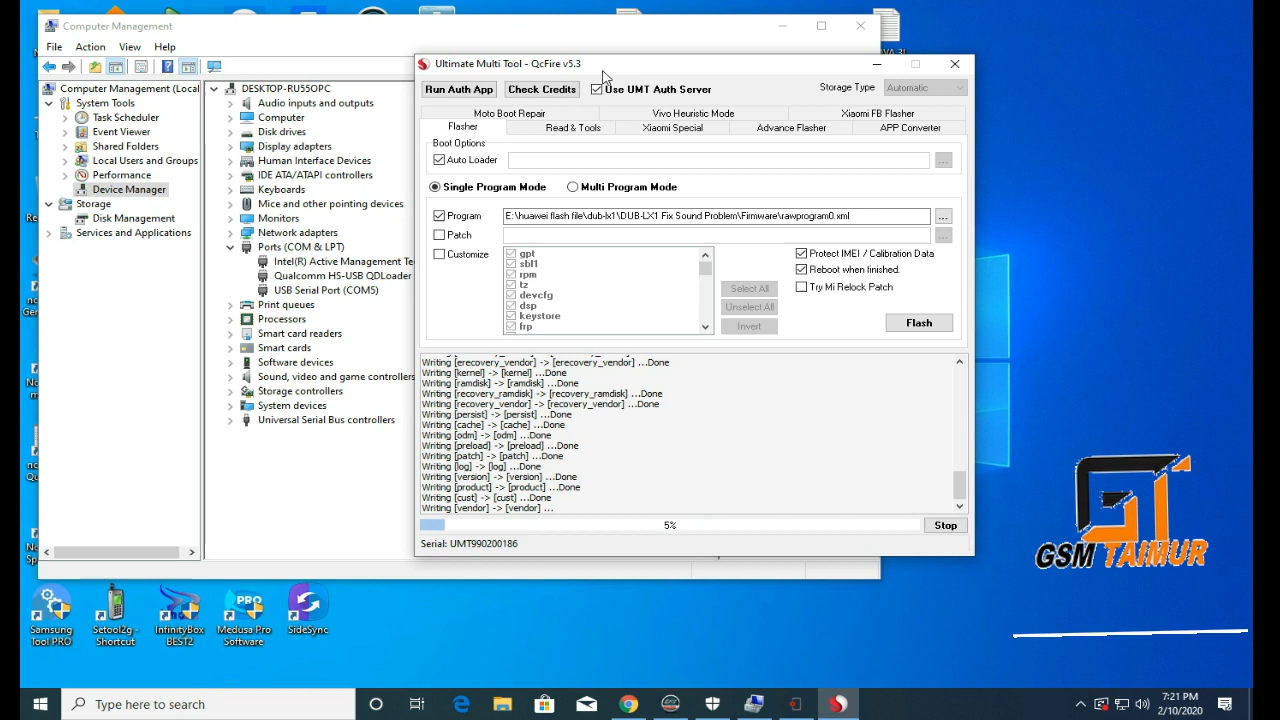 Computer Management
File Action View Help
Computer Management (Local
System Tools
Task Scheduler
Event Viewer
Shared Folders
Local Users and Groups
Performance
Device Manager
Storage
Disk Management
Services and Applications
DESKTOP-RU55OPC
Audio inputs and outputs
Computer
Disk drives
Display adapters
Human Interface Devices
IDE ATA/ATAPI controllers
Keyboards
Mice and other pointing devices
Monitors
Network adapters
Ports (COM & LPT)
Intel(R) Active Management Te
Qualcomm HS-USB QDLoader
USB Serial Port (COM5)
Print queues
Processors
Smart card readers
Smart cards
Software devices
Sound, video and game controllers
Storage controllers
System devices
Universal Serial Bus controllers
Ultimate Multi Tool - QcFire v5.3
Run Auth App Check Credits Use UMT Auth Server Storage Type Automatic
Moto Boot Repair Vivo Heuristic Mode Xiaomi FB Flasher
Flasher Read & Tools Xiaomi Special Advance Flasher APP Converter
Boot Options
Auto Loader ...
Single Program Mode Multi Program Mode
Program E:\huawei flash file\dub-lx1\DUB-LX1 Fix Sound Problem\Firmware\rawprogram0.xml ...
Patch ...
Customize
gpt
sbl1
rpm
tz
devcfg
dsp
keystore
frp
Select All
Unselect All
Invert
Protect IMEI / Calibration Data
Reboot when finished.
Try Mi Relock Patch
Flash
Writing [erecovery_vendor] -> [erecovery_vendor] ...Done
Writing [kernel] -> [kernel] ...Done
Writing [ramdisk] -> [ramdisk] ...Done
Writing [recovery_ramdisk] -> [recovery_ramdisk] ...Done
Writing [recovery_vendor] -> [recovery_vendor] ...Done
Writing [persist] -> [persist] ...Done
Writing [cache] -> [cache] ...Done
Writing [odm] -> [odm] ...Done
Writing [preload] -> [preload] ...Done
Writing [patch] -> [patch] ...Done
Writing [log] -> [log] ...Done
Writing [version] -> [version] ...Done
Writing [product] -> [product] ...Done
Writing [cust] -> [cust] ...Done
Writing [vendor] -> [vendor] ...
5% Stop
Serial: UMT990200186
GSM TAIMUR
Samsung Tool PRO
Setool2g - Shortcut
InfinityBox BEST2
PRO
Medusa Pro Software
SideSync
Type here to search
7:21 PM
2/10/2020